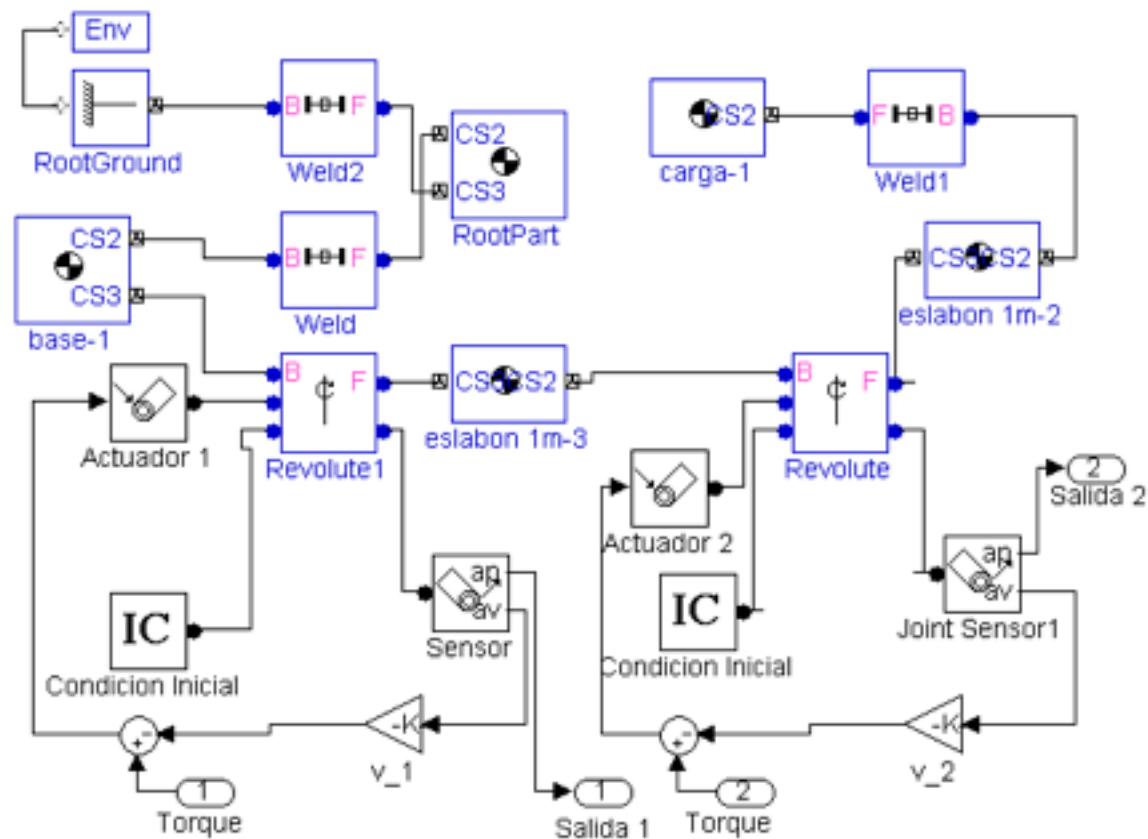 Env
RootGround
B F
Weld2
CS2
CS3
RootPart
CS2
carga-1
F B
Weld1
CS2
CS3
base-1
B F
Weld
CS2
eslabon 1m-2
Actuador 1
B F
Revolute1
CS2
eslabon 1m-3
B F
Revolute
Actuador 2
2
Salida 2
IC
Condicion Inicial
ap
av
Sensor
IC
Condicion Inicial
ap
av
Joint Sensor1
+ -
-K
v_1
+ -
-K
v_2
1
Torque
1
Salida 1
2
Torque